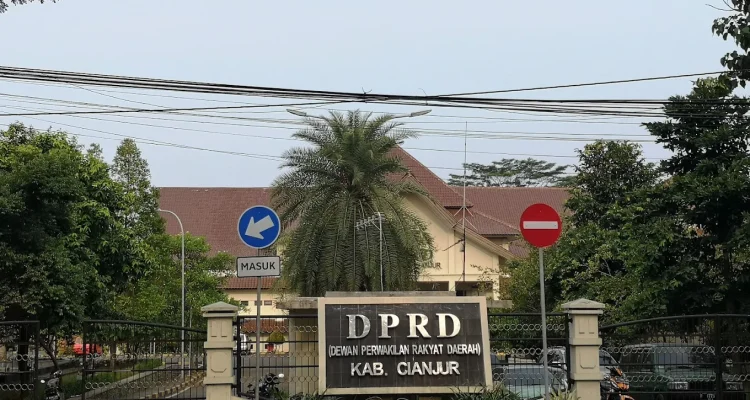 MASUK
DPRD
(DEWAN PERWAKILAN RAKYAT DAERAH)
KAB. CIANJUR